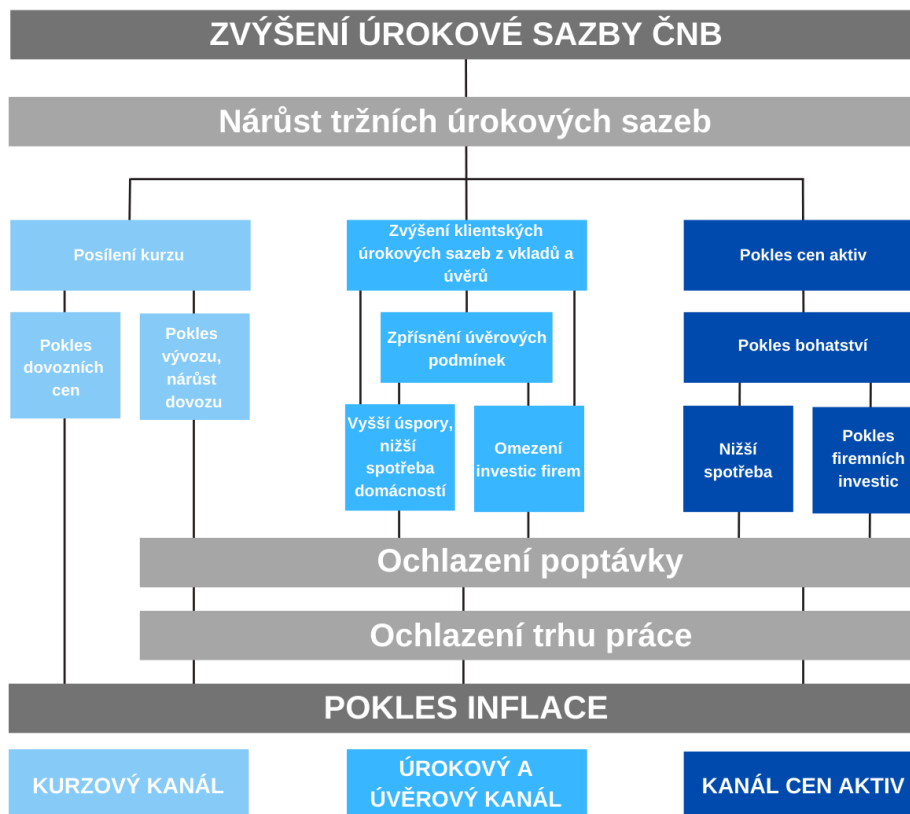 ZVÝŠENÍ ÚROKOVÉ SAZBY ČNB
Nárůst tržních úrokových sazeb
Posílení kurzu
Zvýšení klientských
úrokových sazeb z vkladů a
úvěrů
Pokles cen aktiv
Pokles
dovozních
cen
Pokles
vývozu,
nárůst
dovozu
Zpřísnění úvěrových
podmínek
Pokles bohatství
Vyšší úspory,
nižší
spotřeba
domácností
Omezení
investic firem
Nižší
spotřeba
Pokles
firemních
investic
Ochlazení poptávky
Ochlazení trhu práce
POKLES INFLACE
KURZOVÝ KANÁL
ÚROKOVÝ A
ÚVĚROVÝ KANÁL
KANÁL CEN AKTIV